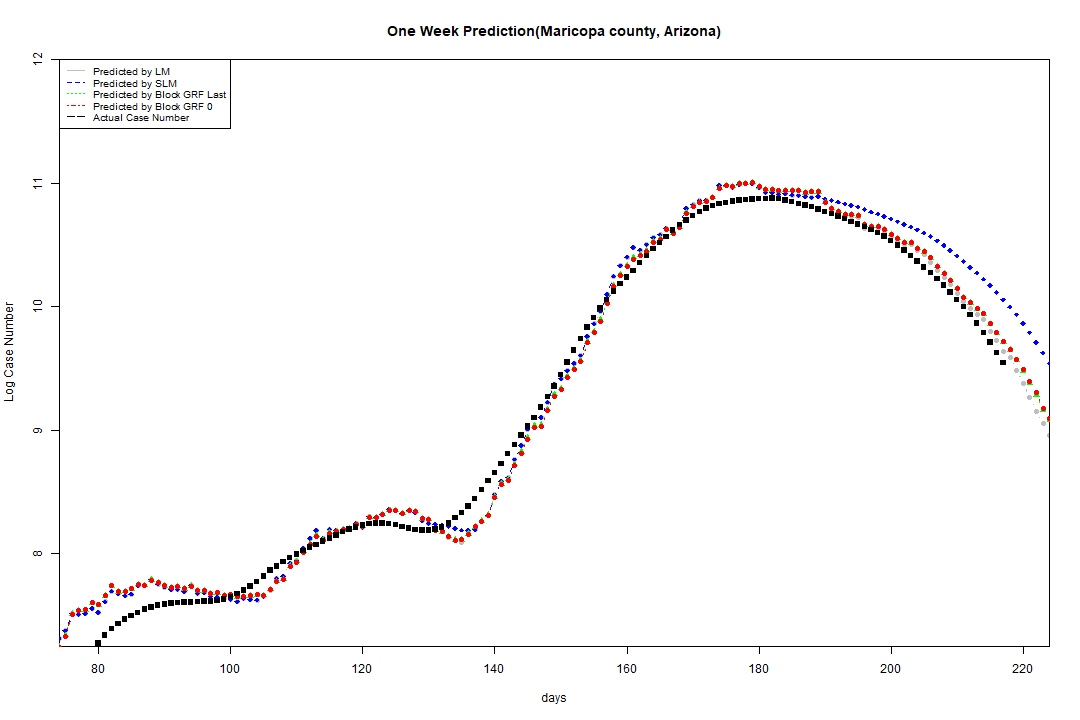 One Week Prediction(Maricopa county, Arizona)
12
11
10
9
8
Log Case Number
Predicted by LM
Predicted by SLM
Predicted by Block GRF Last
Predicted by Block GRF 0
Actual Case Number
80 100 120 140 160 180 200 220
days